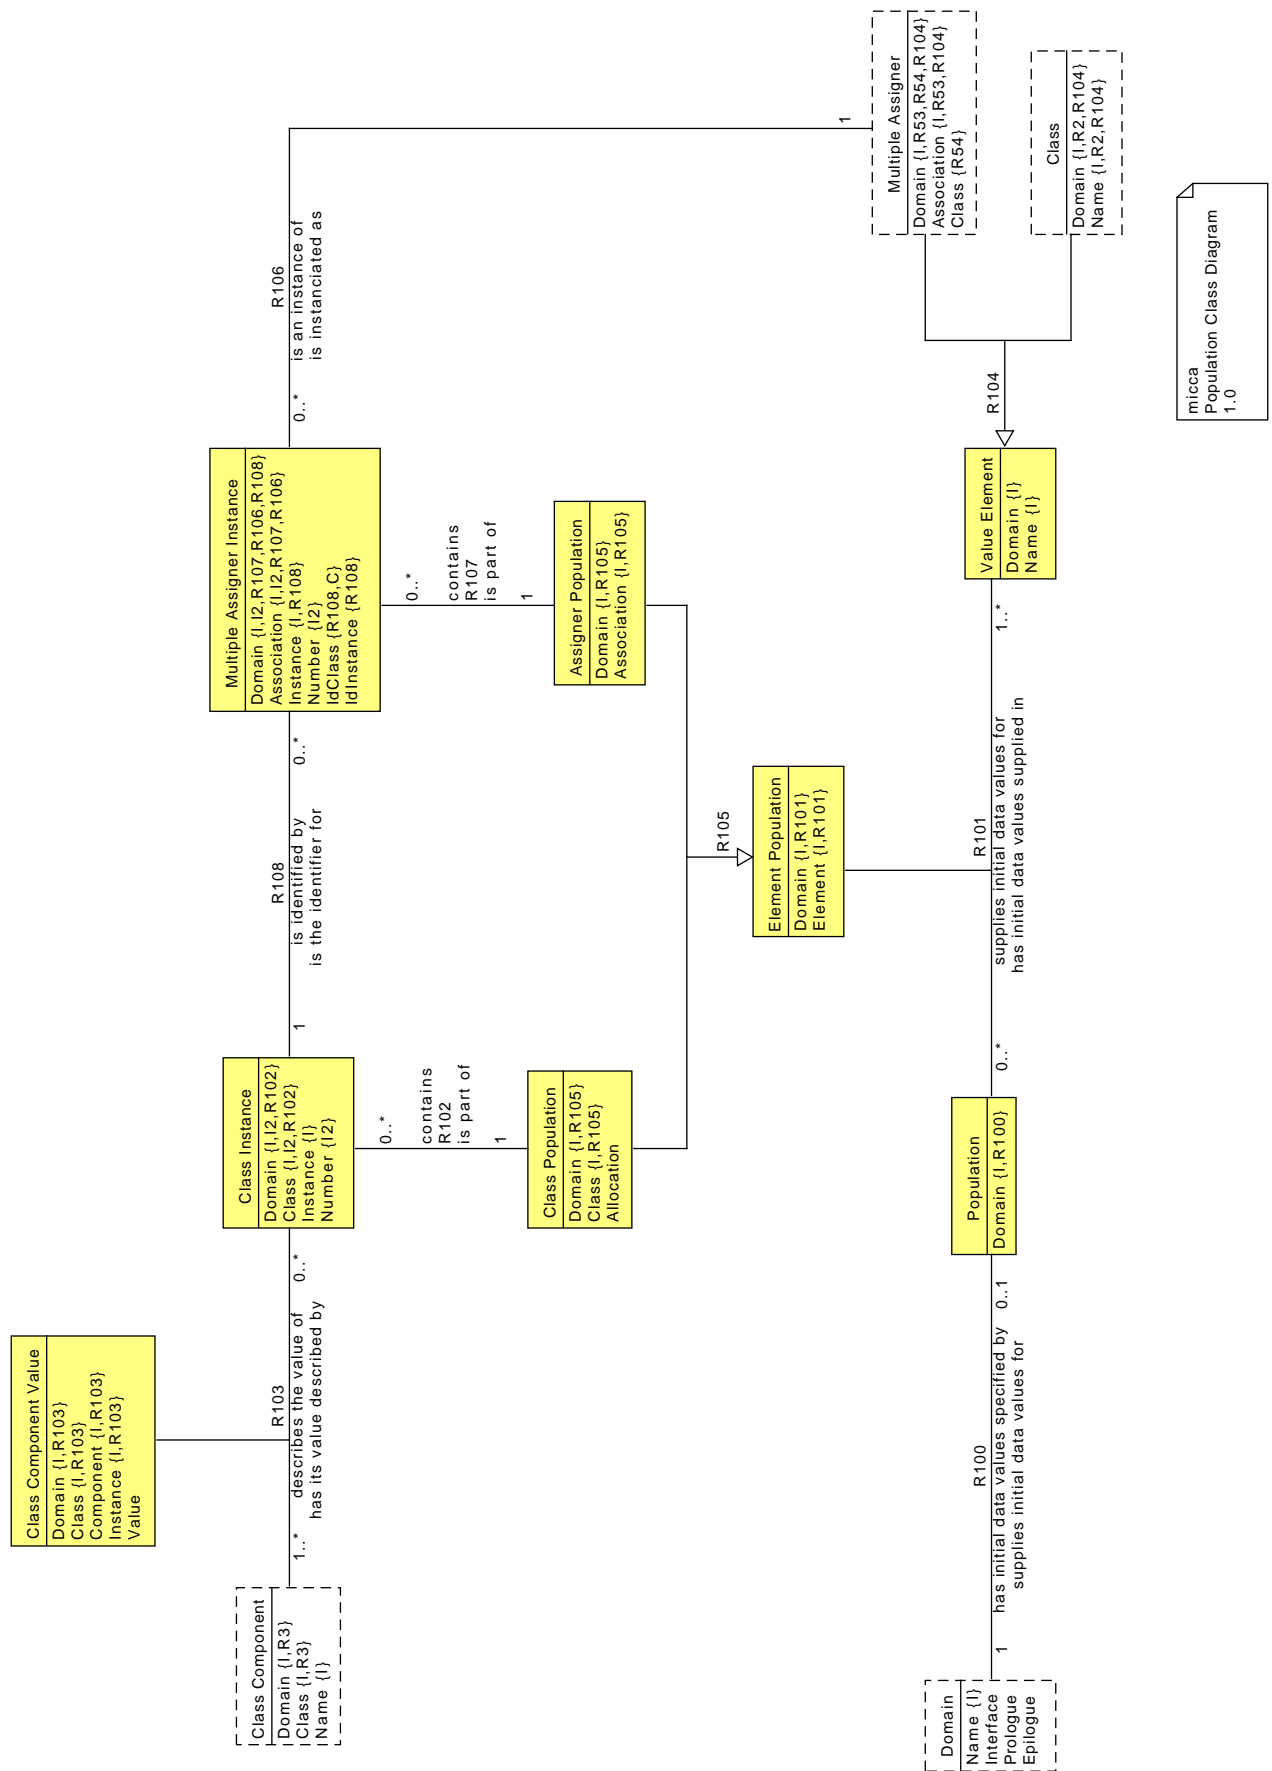 Class Component Value
Domain {I,R103}
Class {I,R103}
Component {I,R103}
Instance {I,R103}
Value
Class Component
Domain {I,R3}
Class {I,R3}
Name {I}
1..*
R103
describes the value of
has its value described by
0..*
Class Instance
Domain {I,I2,R102}
Class {I,I2,R102}
Instance {I}
Number {I2}
1
R108
is identified by
is the identifier for
0..*
Multiple Assigner Instance
Domain {I,I2,R107,R106,R108}
Association {I,I2,R107,R106}
Instance {I,R108}
Number {I2}
IdClass {R108,C}
IdInstance {R108}
0..*
R106
is an instance of
is instanciated as
1
0..*
contains
R102
is part of
1
0..*
contains
R107
is part of
1
Class Population
Domain {I,R105}
Class {I,R105}
Allocation
Assigner Population
Domain {I,R105}
Association {I,R105}
R105
Element Population
Domain {I,R101}
Element {I,R101}
Multiple Assigner
Domain {I,R53,R54,R104}
Association {I,R53,R104}
Class {R54}
Class
Domain {I,R2,R104}
Name {I,R2,R104}
R104
Domain
Name {I}
Interface
Prologue
Epilogue
1
R100
has initial data values specified by
supplies initial data values for
0..1
Population
Domain {I,R100}
0..*
R101
supplies initial data values for
has initial data values supplied in
1..*
Value Element
Domain {I}
Name {I}
micca
Population Class Diagram
1.0